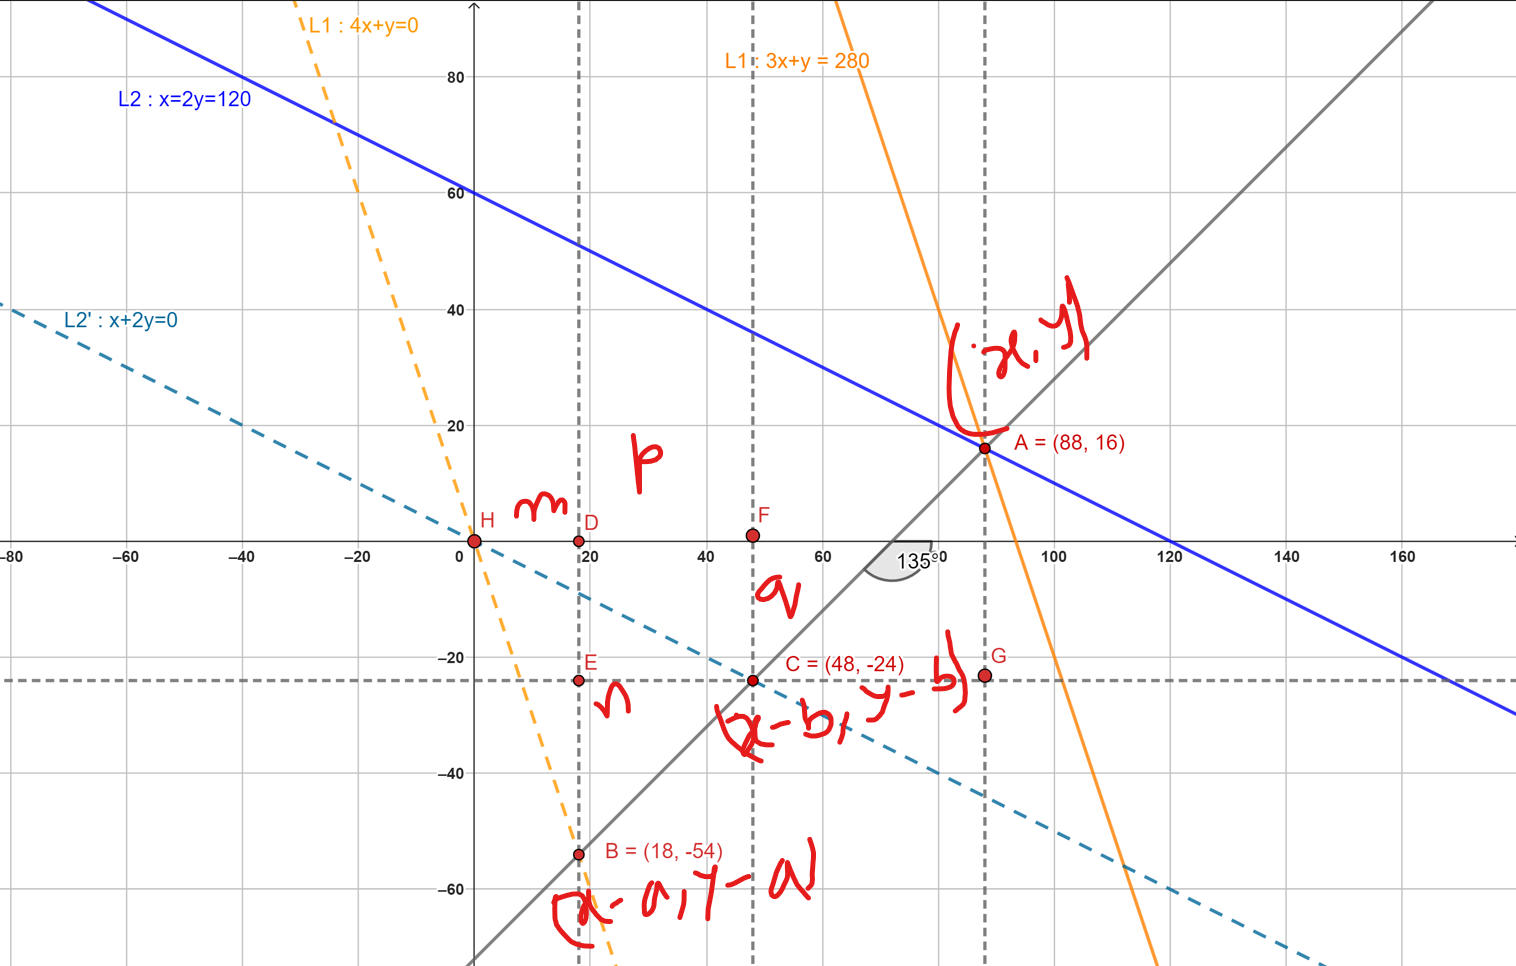 L1 : 4x+y=0
L1 : 3x+y = 280
80
L2 : x=2y=120
60
40
L2' : x+2y=0
(x, y)
20
A = (88, 16)
p
m
H
D
F
–80
–60
–40
–20
0
20
40
60
80
100
120
140
160
135°
q
–20
E
C = (48, -24)
G
n
(x-b, y-b)
–40
B = (18, -54)
–60
(x-a, y-a)